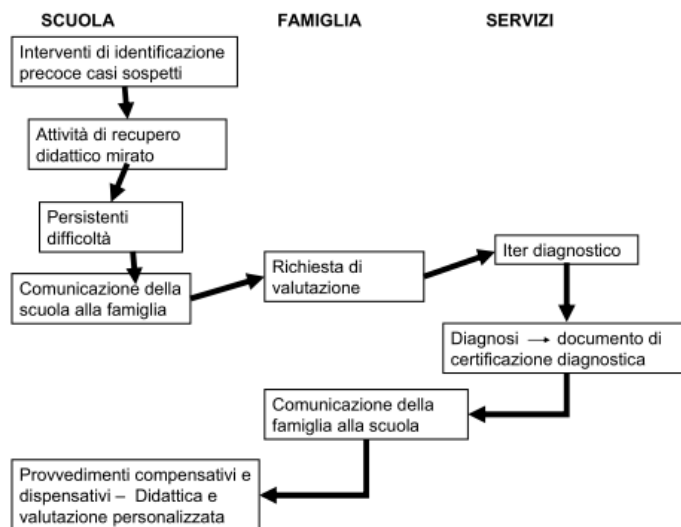 SCUOLA FAMIGLIA SERVIZI
Interventi di identificazione
precoce casi sospetti
Attività di recupero
didattico mirato
Persistenti
difficoltà
Comunicazione della
scuola alla famiglia
Richiesta di
valutazione
Iter diagnostico
Diagnosi → documento di
certificazione diagnostica
Comunicazione della
famiglia alla scuola
Provvedimenti compensativi e
dispensativi – Didattica e
valutazione personalizzata